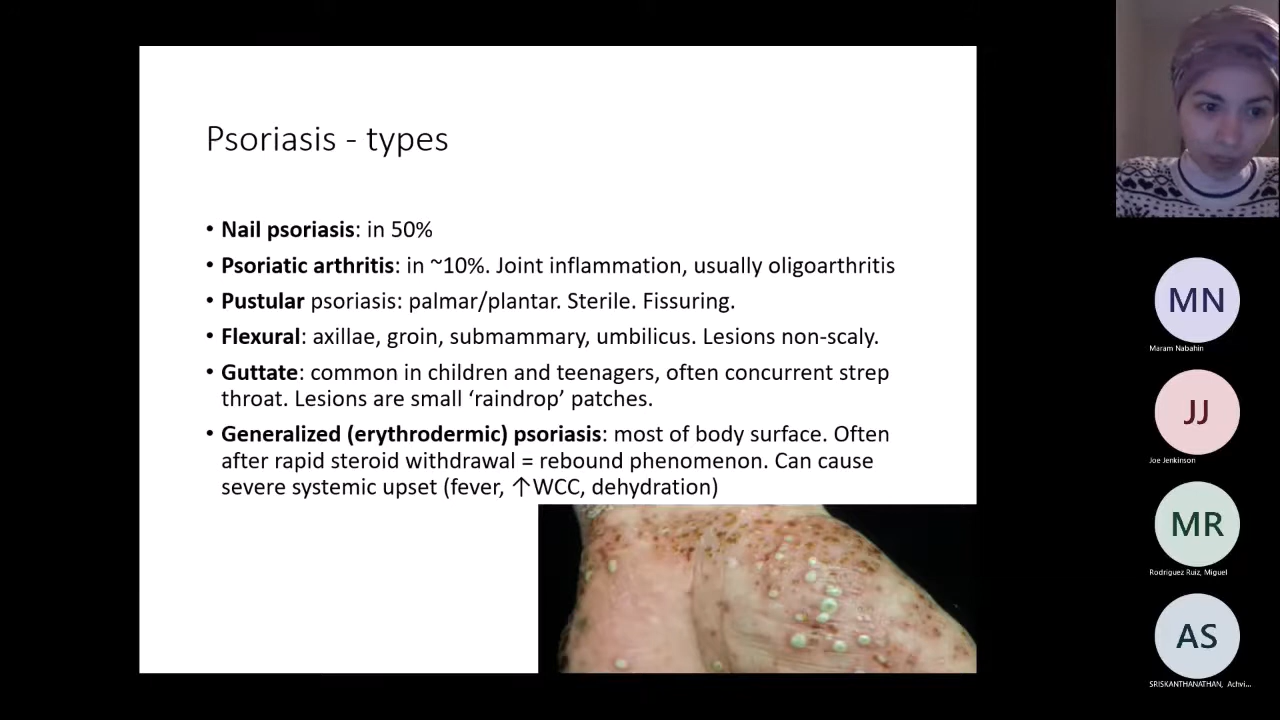 Psoriasis - types
• Nail psoriasis: in 50%
• Psoriatic arthritis: in ~10%. Joint inflammation, usually oligoarthritis
• Pustular psoriasis: palmar/plantar. Sterile. Fissuring.
• Flexural: axillae, groin, submammary, umbilicus. Lesions non-scaly.
• Guttate: common in children and teenagers, often concurrent strep
throat. Lesions are small ‘raindrop’ patches.
• Generalized (erythrodermic) psoriasis: most of body surface. Often
after rapid steroid withdrawal = rebound phenomenon. Can cause
severe systemic upset (fever, ↑WCC, dehydration)
MN
Maram Nabahin
JJ
Joe Jenkinson
MR
Rodriguez Ruiz, Miguel
AS
SRISKANTHANATHAN, Achvi...